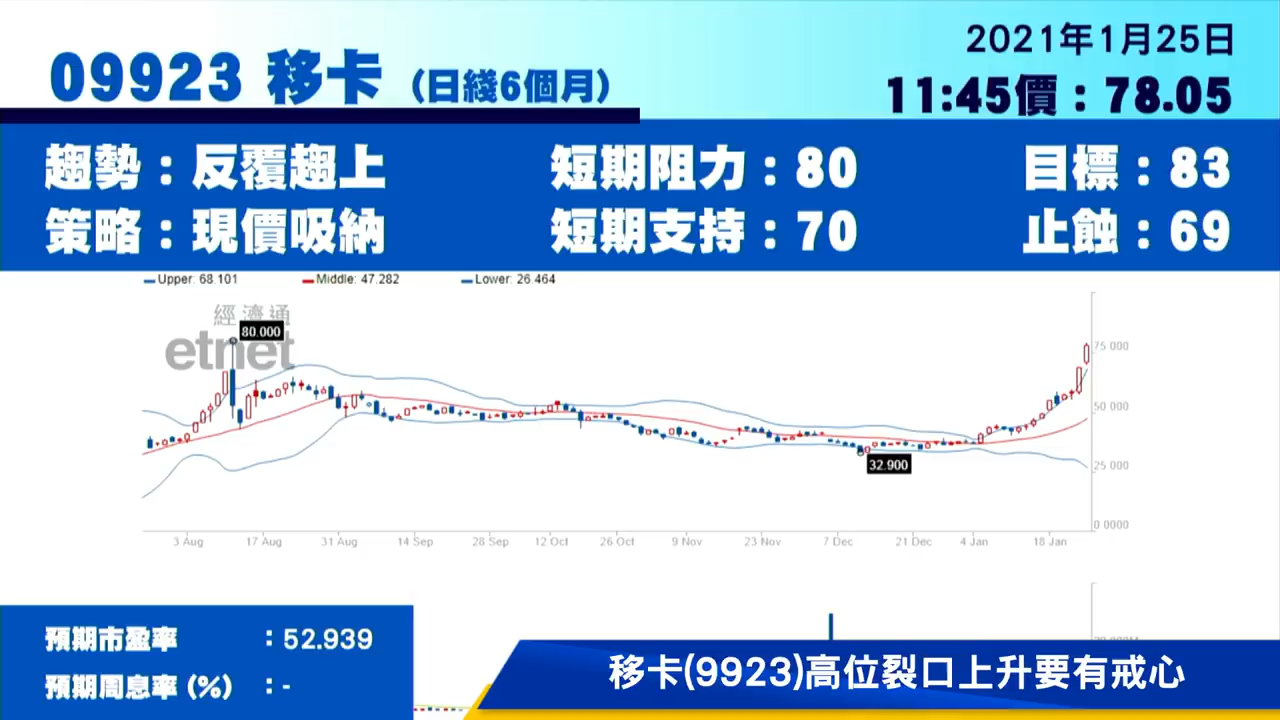 09923 移卡 (日綫6個月)
2021年1月25日
11:45價：78.05
趨勢：反覆趨上 短期阻力：80 目標：83
策略：現價吸納 短期支持：70 止蝕：69
Upper: 68.101 Middle: 47.282 Lower: 26.464
經濟通
etnet
80.000
75 000
50 000
32.900
25 000
0 0000
3 Aug 17 Aug 31 Aug 14 Sep 28 Sep 12 Oct 26 Oct 9 Nov 23 Nov 7 Dec 21 Dec 4 Jan 18 Jan
預期市盈率 ：52.939
預期周息率 (%) ：-
移卡(9923)高位裂口上升要有戒心